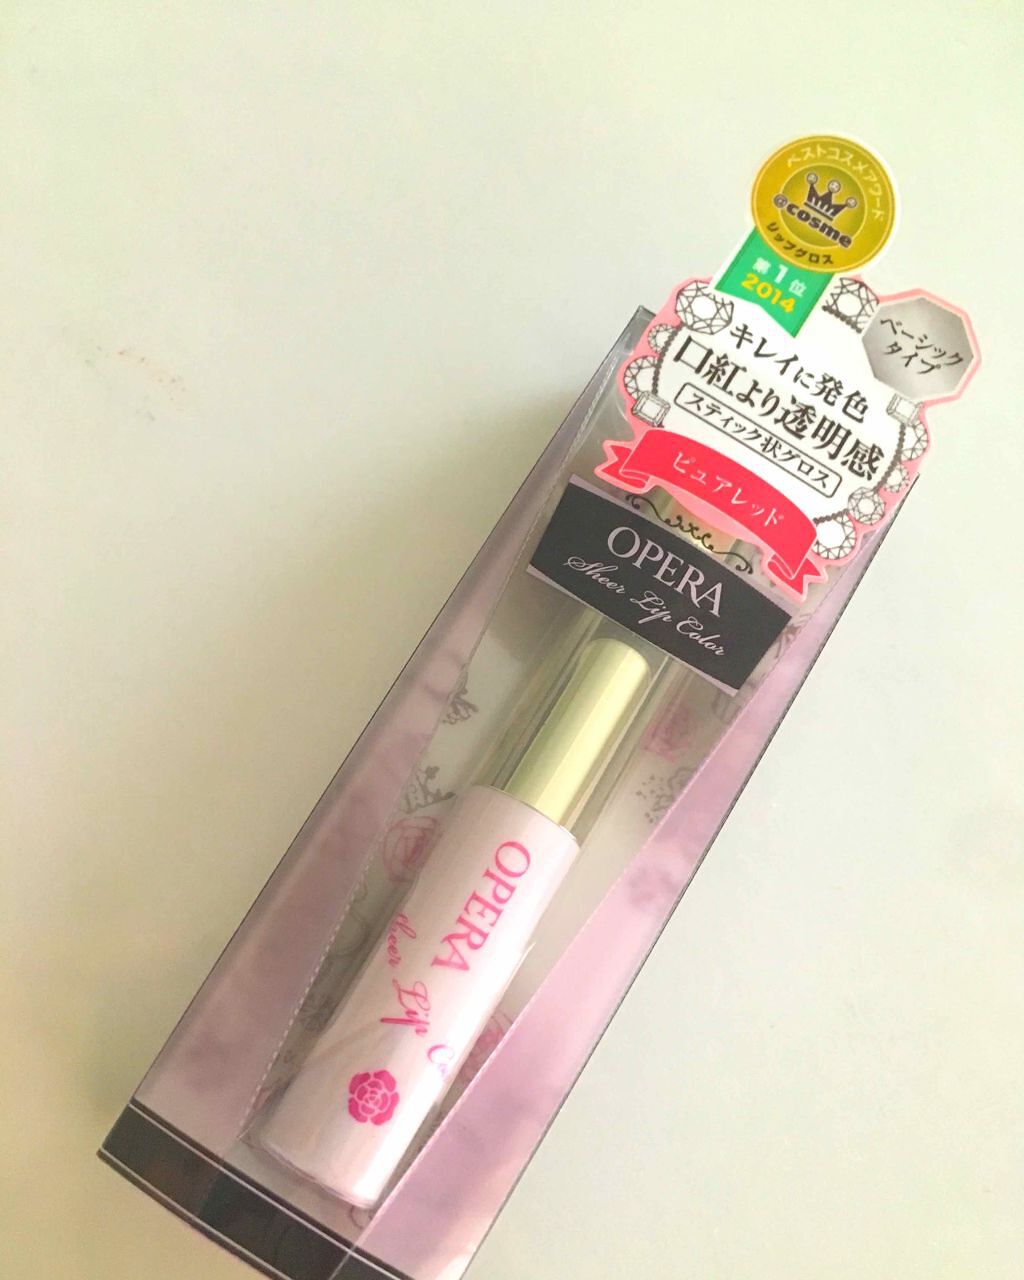 ベストコスメアワード
@cosme
リップグロス
第1位
2014
ベーシック
タイプ
キレイに発色
口紅より透明感
スティック状グロス
ピュアレッド
OPERA
Sheer Lip Color
OPERA
Sheer Lip Co